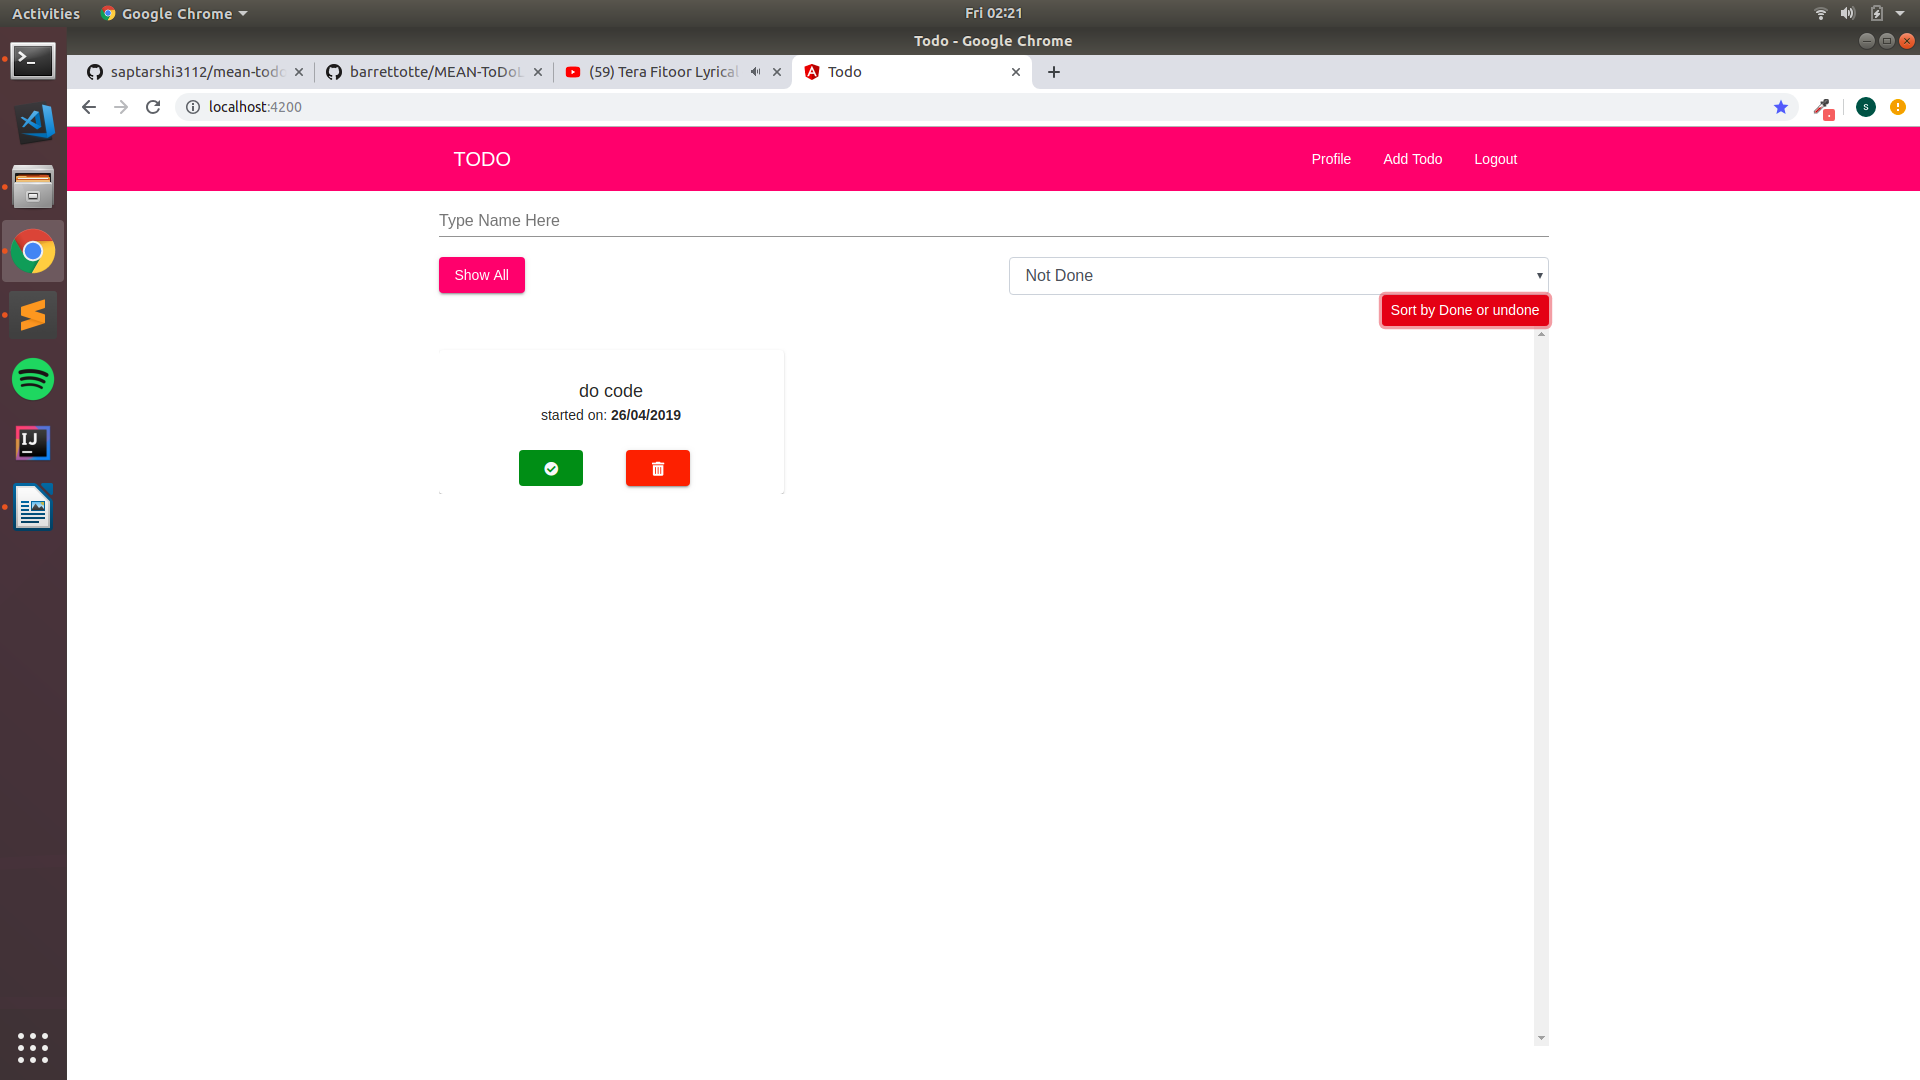 Activities Google Chrome Fri 02:21
Todo - Google Chrome
saptarshi3112/mean-todo barrettotte/MEAN-ToDoL (59) Tera Fitoor Lyrical Todo
localhost:4200 S
TODO Profile Add Todo Logout
Type Name Here
Show All Not Done
Sort by Done or undone
do code
started on: 26/04/2019
IJ